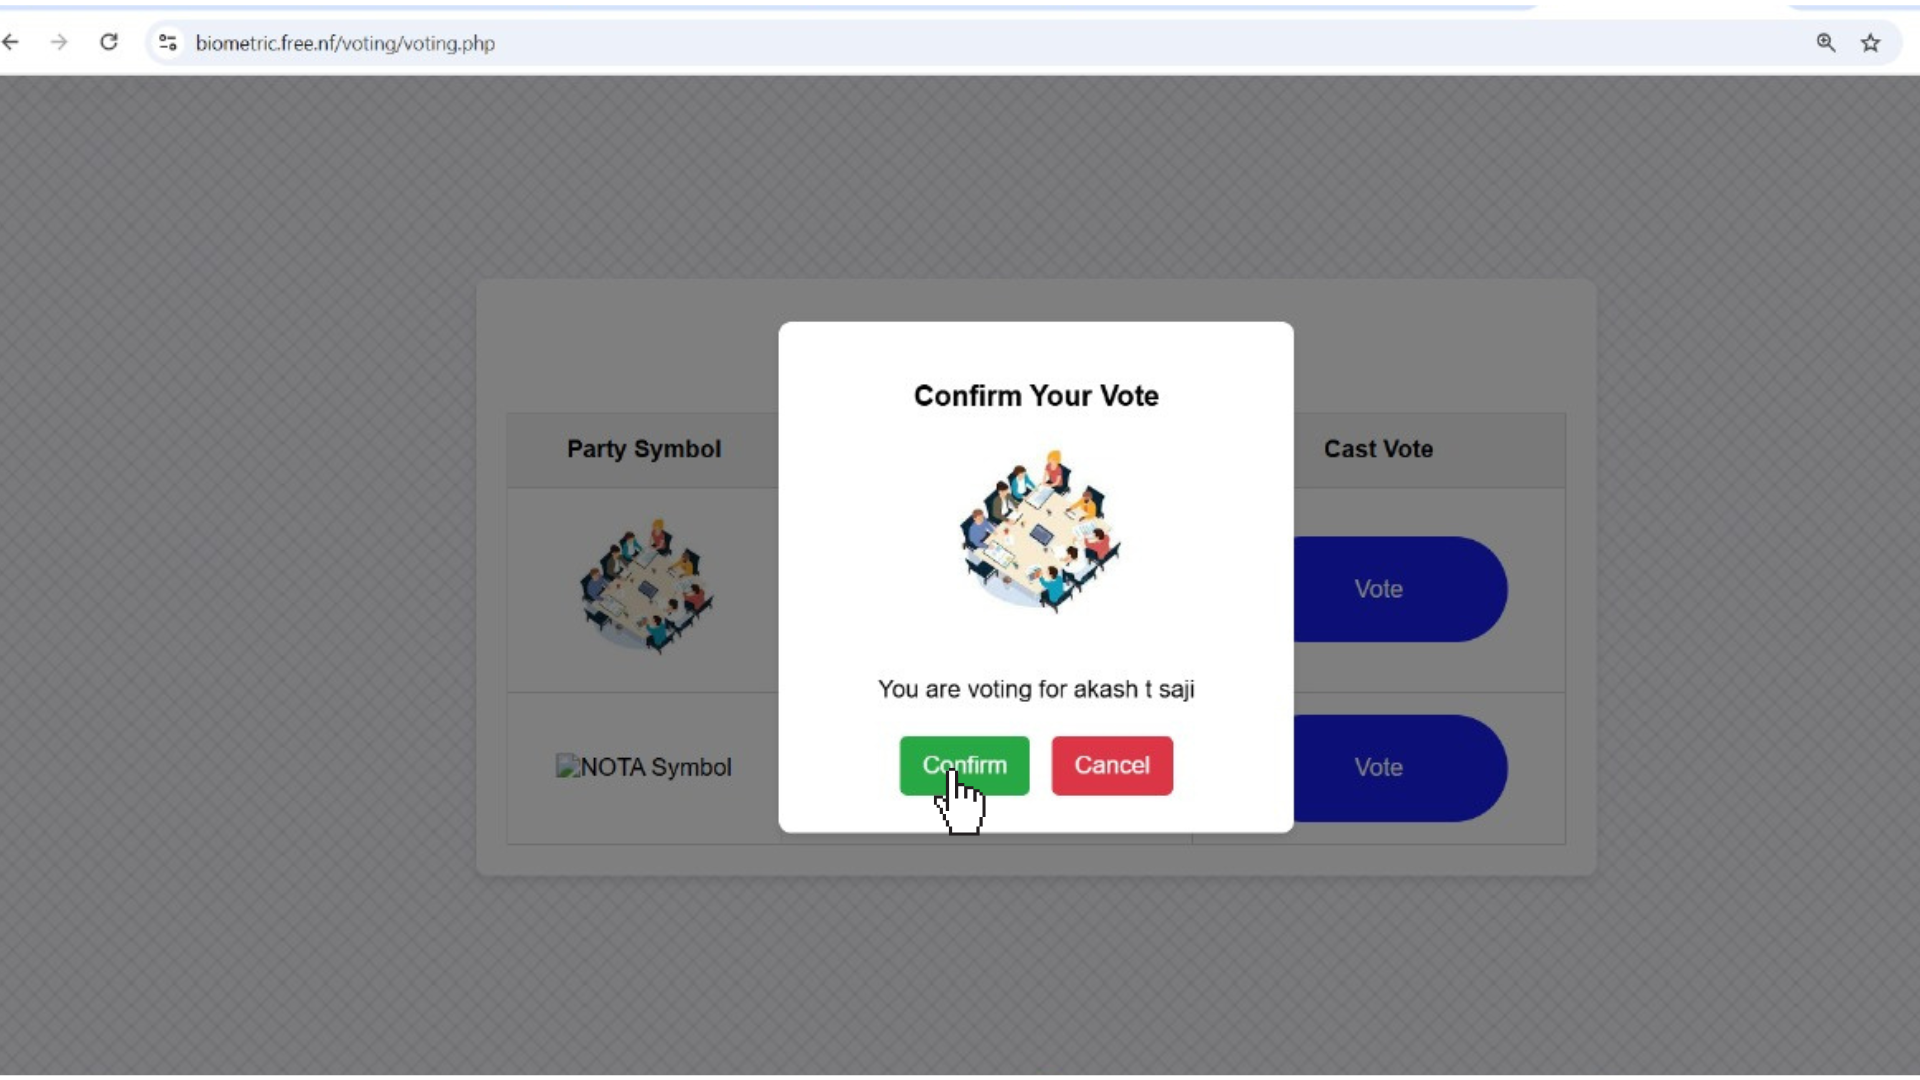 biometric.free.nf/voting/voting.php
Confirm Your Vote
Party Symbol
Cast Vote
Vote
You are voting for akash t saji
NOTA Symbol
Confirm
Cancel
Vote